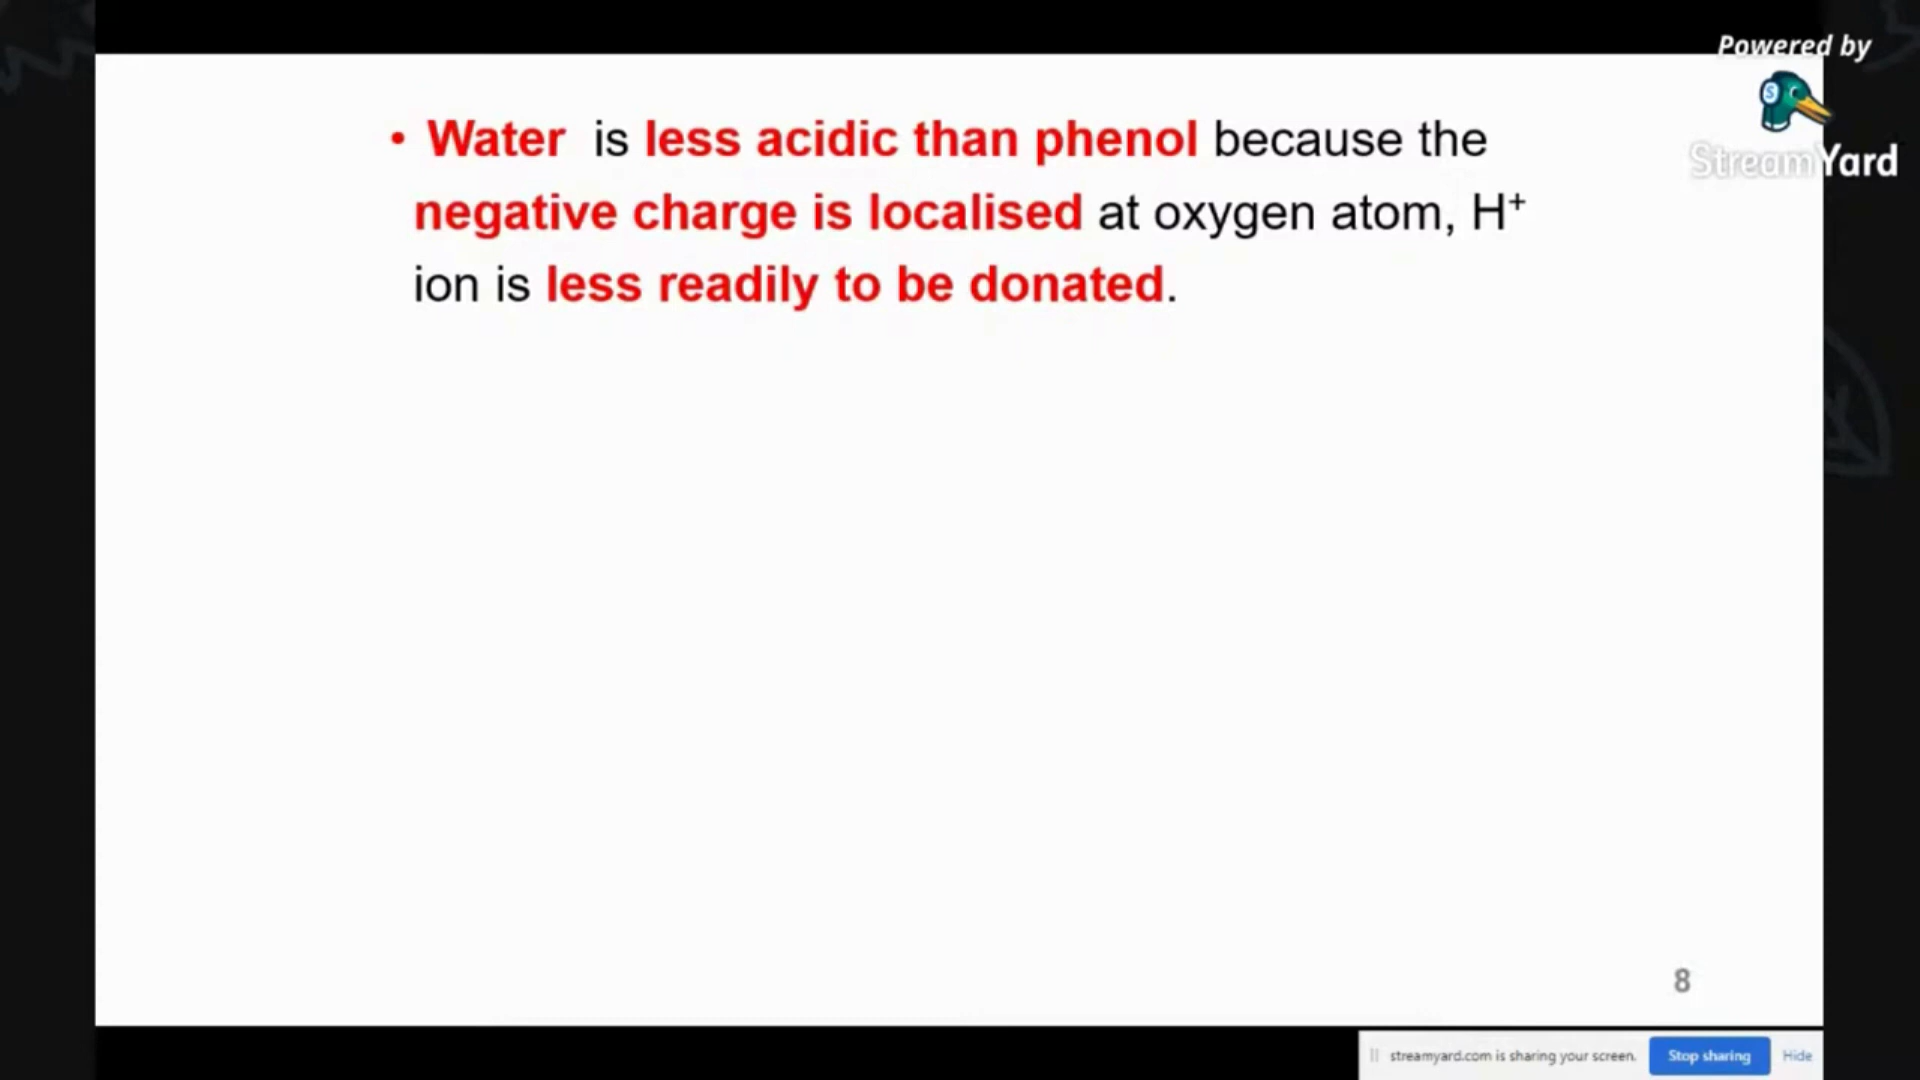 Powered by
StreamYard
• Water is less acidic than phenol because the
negative charge is localised at oxygen atom, H⁺
ion is less readily to be donated.
8
streamyard.com is sharing your screen. Stop sharing Hide